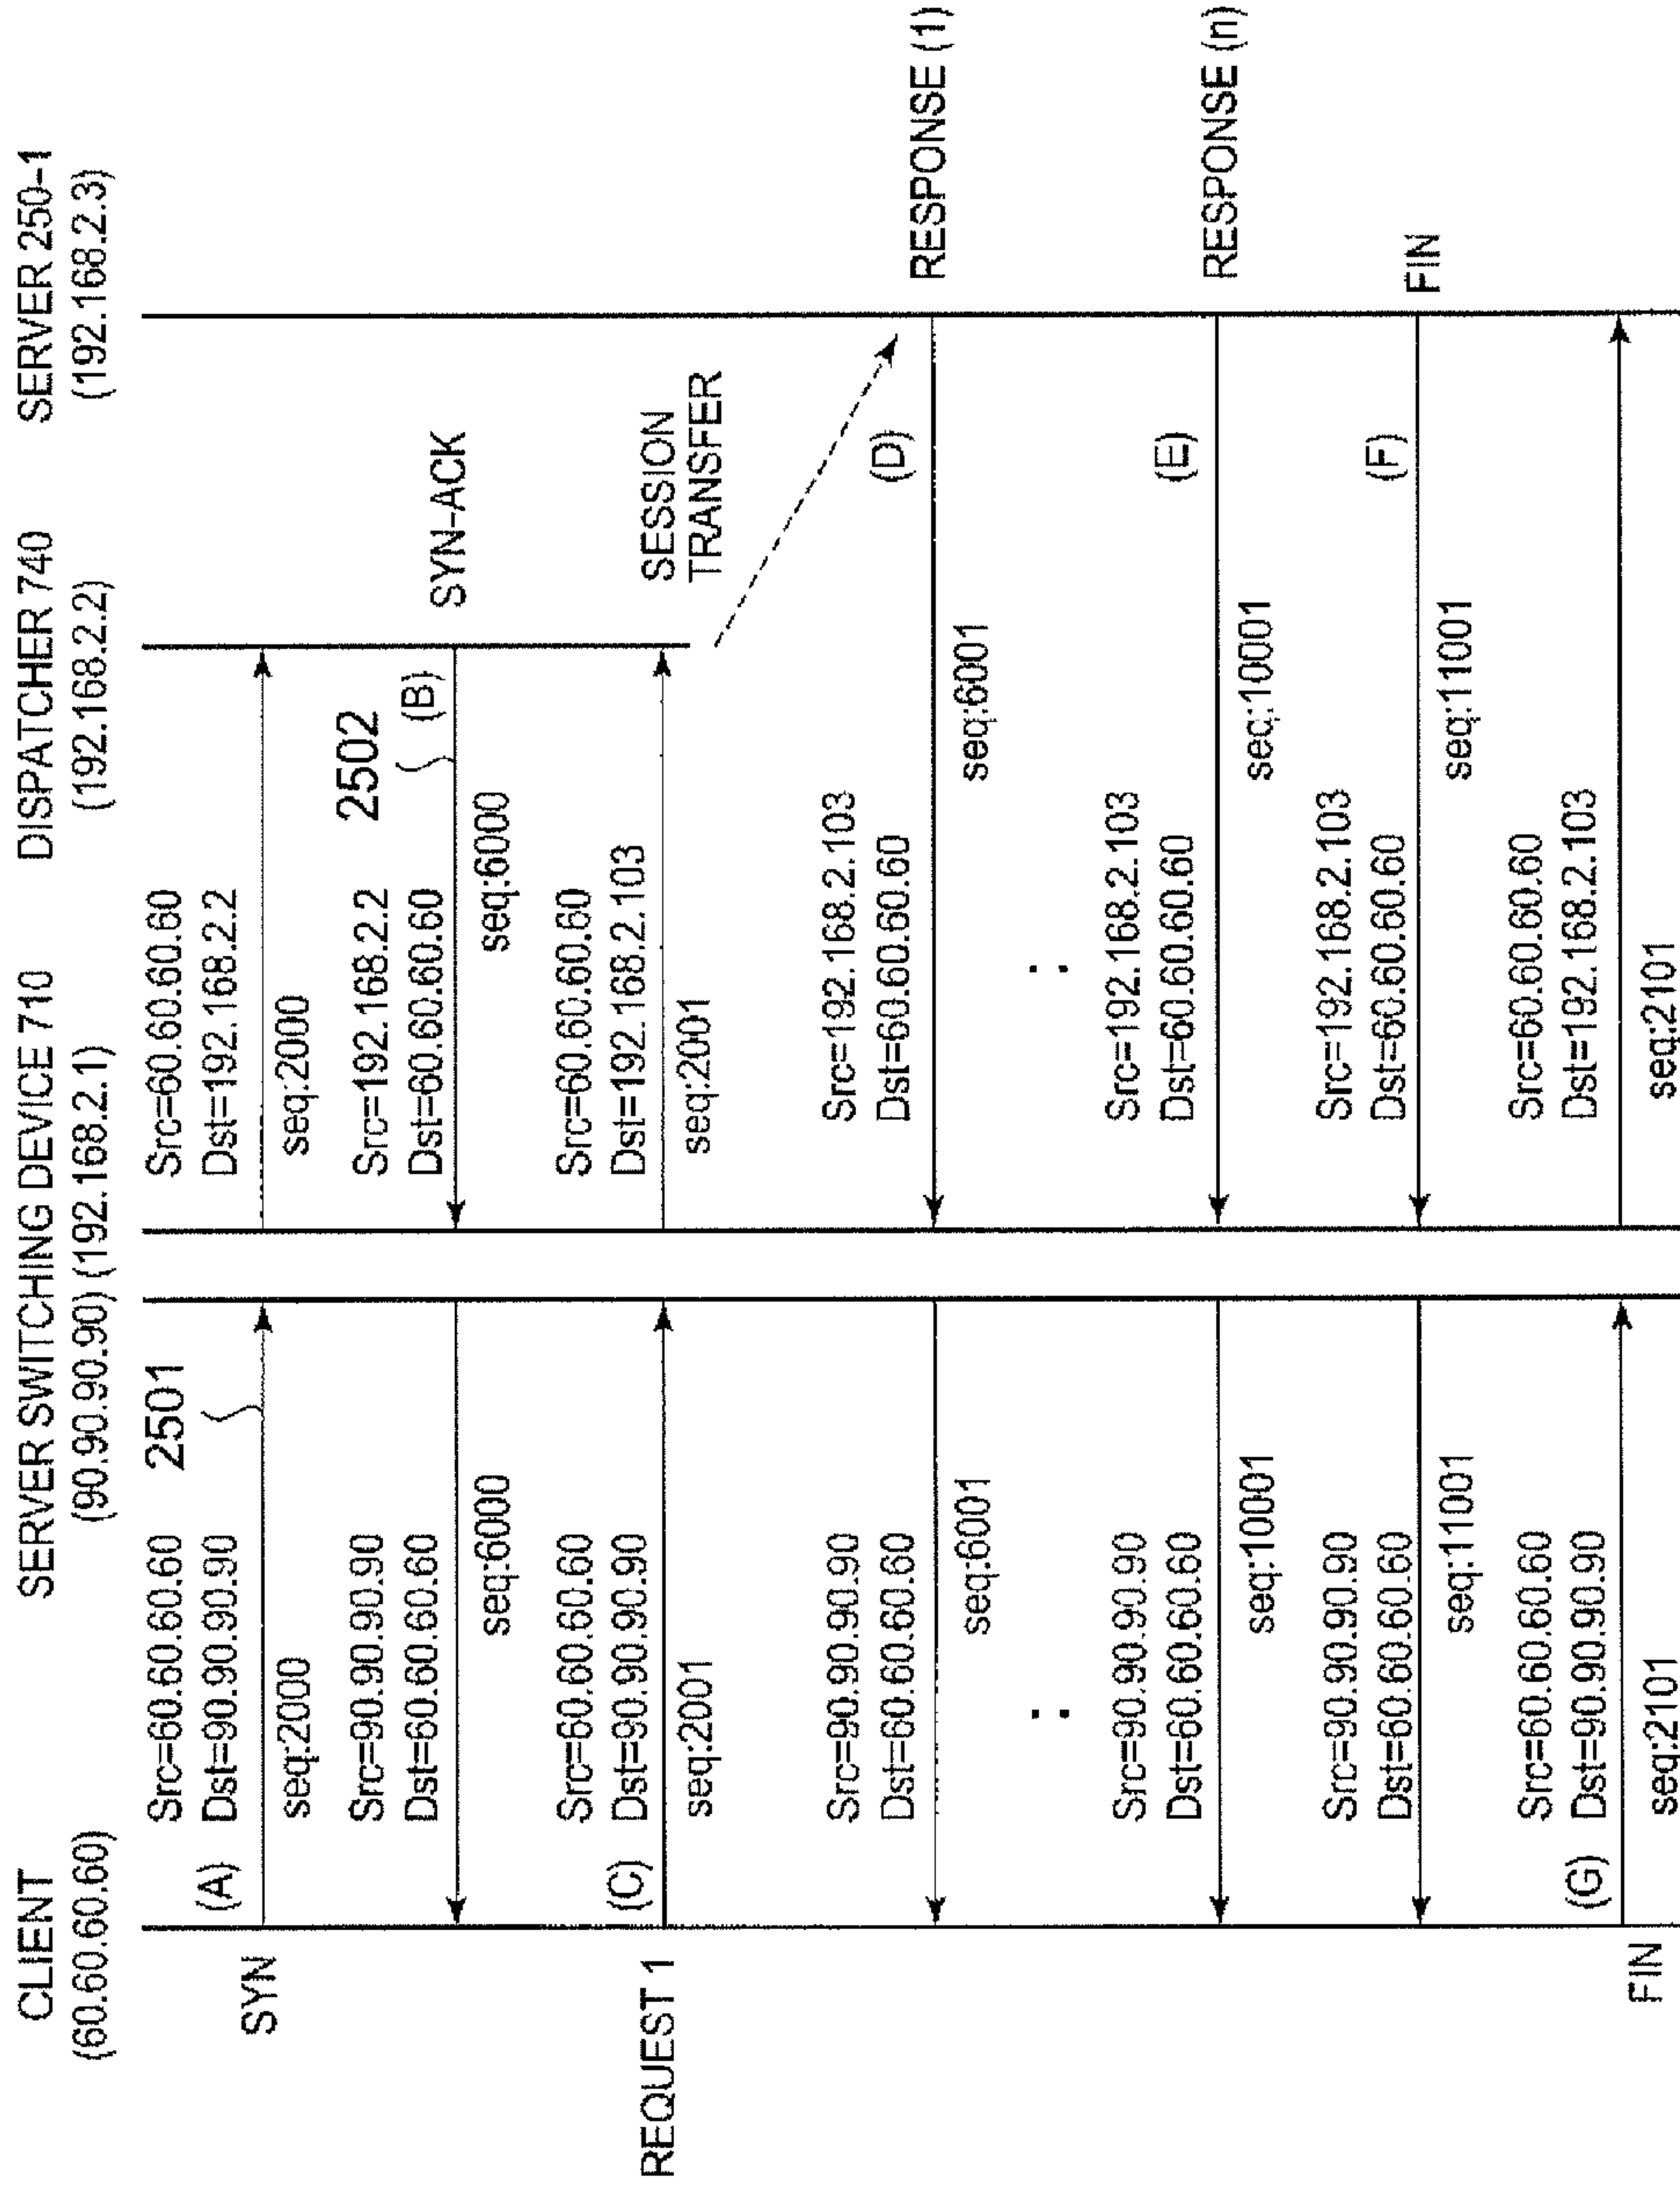 CLIENT
(60.60.60.60)
SERVER SWITCHING DEVICE 710
(90.90.90.90) (192.168.2.1)
DISPATCHER 740
(192.168.2.2)
SERVER 250-1
(192.168.2.3)
SYN
(A)
Src=60.60.60.60
Dst=90.90.90.90
seq:2000
2501
Src=60.60.60.60
Dst=192.168.2.2
seq:2000
Src=90.90.90.90
Dst=60.60.60.60
seq:6000
Src=192.168.2.2
Dst=60.60.60.60
seq:6000
2502
(B)
SYN-ACK
REQUEST 1
(C)
Src=60.60.60.60
Dst=90.90.90.90
seq:2001
Src=60.60.60.60
Dst=192.168.2.103
seq:2001
SESSION
TRANSFER
Src=90.90.90.90
Dst=60.60.60.60
seq:6001
Src=192.168.2.103
Dst=60.60.60.60
seq:6001
(D)
RESPONSE (1)
Src=90.90.90.90
Dst=60.60.60.60
seq:10001
Src=192.168.2.103
Dst=60.60.60.60
seq:10001
(E)
RESPONSE (n)
Src=90.90.90.90
Dst=60.60.60.60
seq:11001
Src=192.168.2.103
Dst=60.60.60.60
seq:11001
(F)
FIN
FIN
(G)
Src=60.60.60.60
Dst=90.90.90.90
seq:2101
Src=60.60.60.60
Dst=192.168.2.103
seq:2101